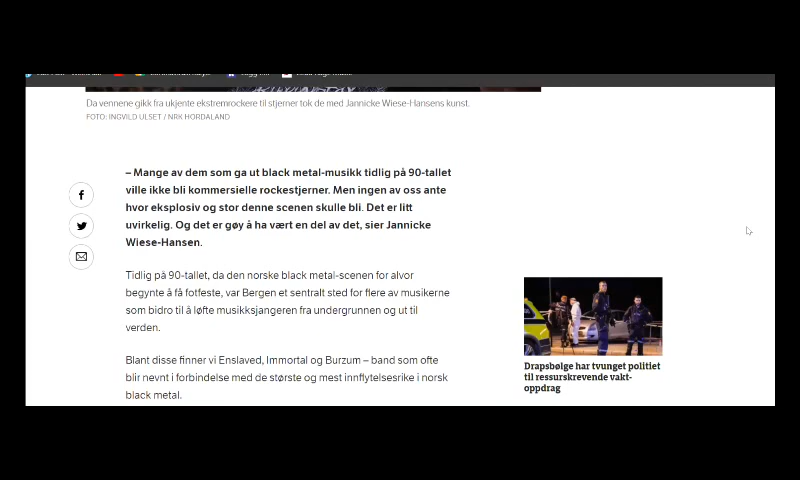 Da vennene gikk fra ukjente ekstremrockere til stjerner tok de med Jannicke Wiese-Hansens kunst.
FOTO: INGVILD ULSET / NRK HORDALAND
– Mange av dem som ga ut black metal-musikk tidlig på 90-tallet
ville ikke bli kommersielle rockestjerner. Men ingen av oss ante
hvor eksplosiv og stor denne scenen skulle bli. Det er litt
uvirkelig. Og det er gøy å ha vært en del av det, sier Jannicke
Wiese-Hansen.
Tidlig på 90-tallet, da den norske black metal-scenen for alvor
begynte å få fotfeste, var Bergen et sentralt sted for flere av musikerne
som bidro til å løfte musikksjangeren fra undergrunnen og ut til
verden.
Blant disse finner vi Enslaved, Immortal og Burzum – band som ofte
blir nevnt i forbindelse med de største og mest innflytelsesrike i norsk
black metal.
Drapsbølge har tvunget politiet
til ressurskrevende vakt-
oppdrag